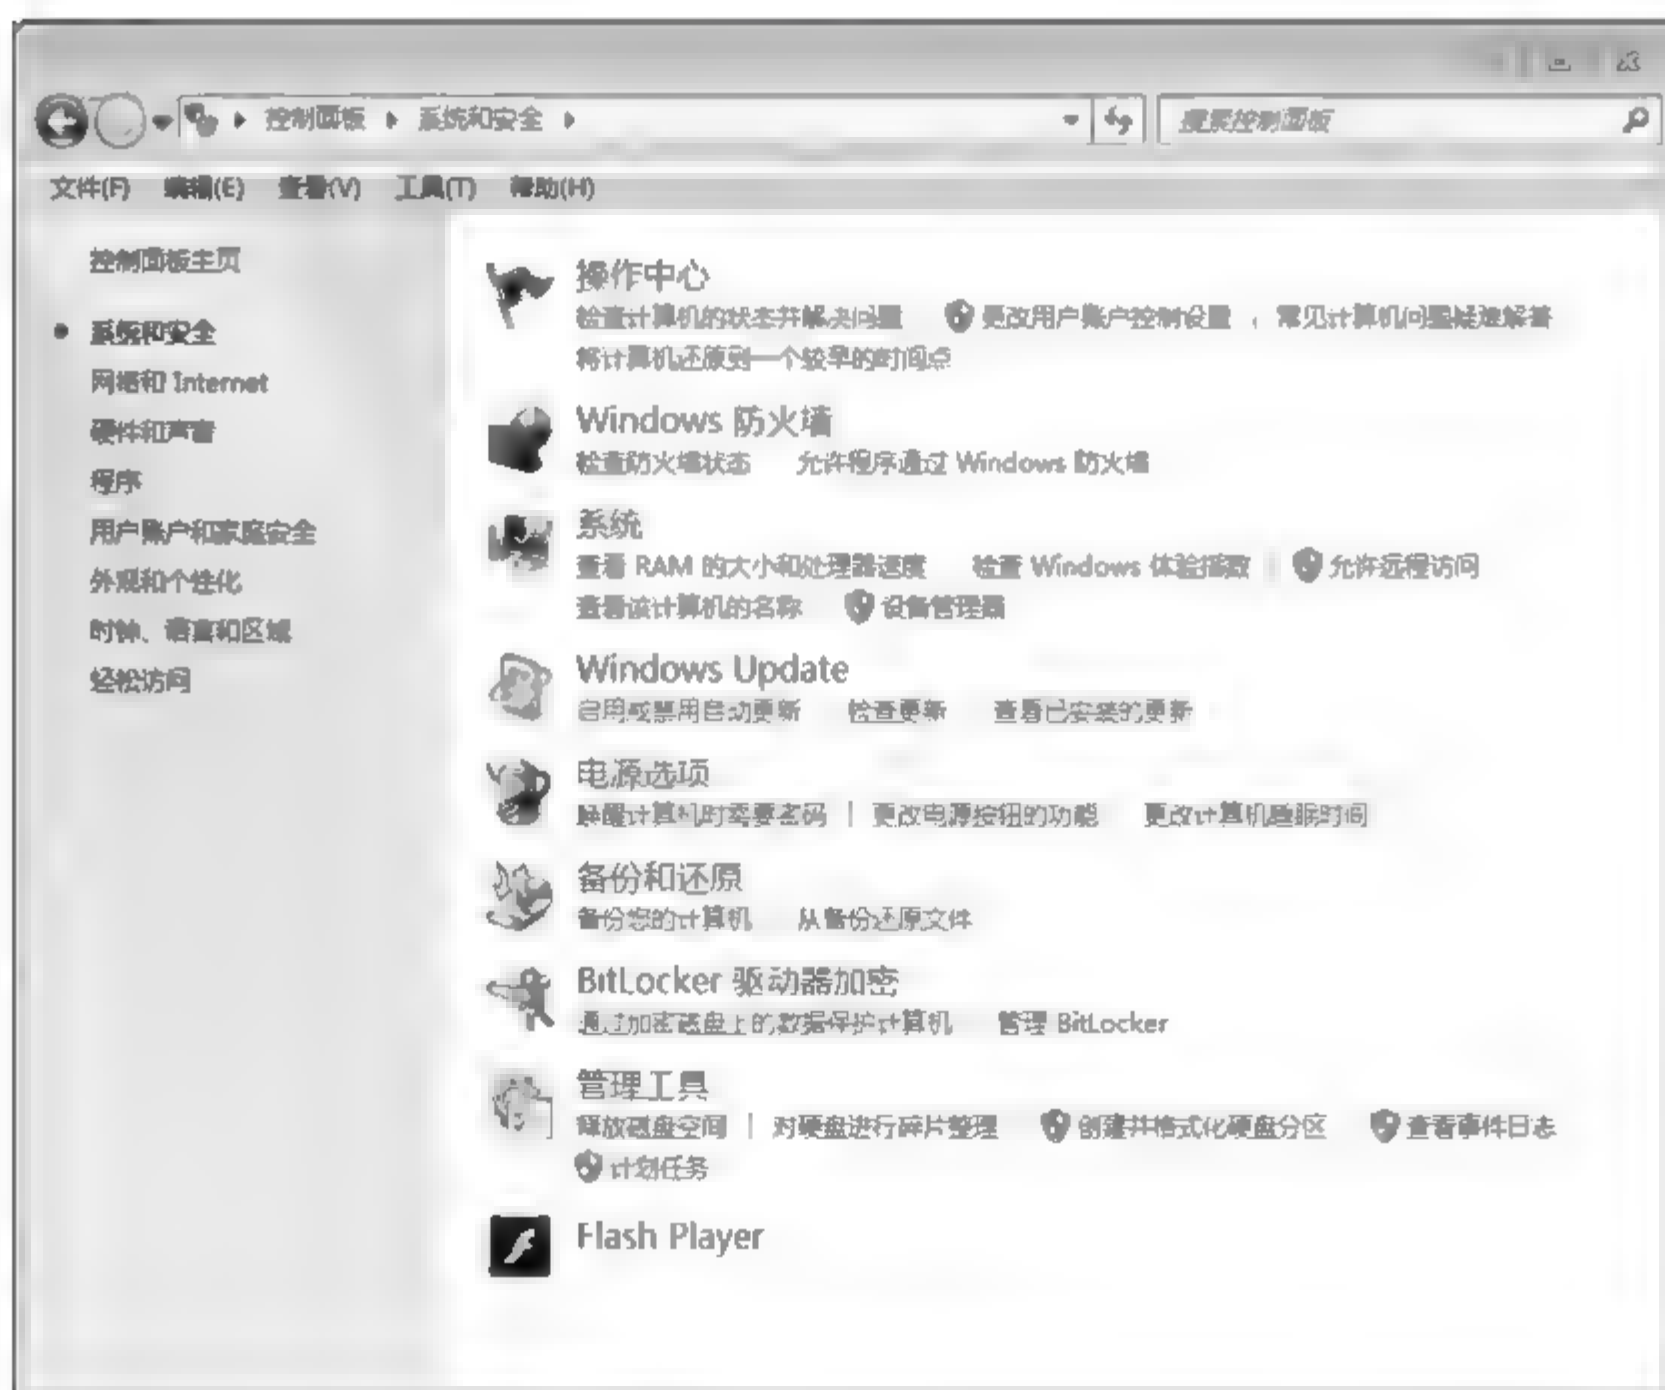 控制面板 系统和安全 搜索控制面板
文件(F) 编辑(E) 查看(V) 工具(T) 帮助(H)
控制面板主页
系统和安全
网络和 Internet
硬件和声音
程序
用户账户和家庭安全
外观和个性化
时钟、语言和区域
轻松访问
操作中心
检查计算机的状态并解决问题 更改用户账户控制设置 常见计算机问题疑难解答
将计算机还原到一个较早的时间点
Windows 防火墙
检查防火墙状态 允许程序通过 Windows 防火墙
系统
查看 RAM 的大小和处理器速度 检查 Windows 体验指数 允许远程访问
查看该计算机的名称 设备管理器
Windows Update
启用或禁用自动更新 检查更新 查看已安装的更新
电源选项
唤醒计算机时需要密码 | 更改电源按钮的功能 更改计算机睡眠时间
备份和还原
备份您的计算机 从备份还原文件
BitLocker 驱动器加密
通过加密磁盘上的数据保护计算机 管理 BitLocker
管理工具
释放磁盘空间 | 对硬盘进行碎片整理 创建并格式化硬盘分区 查看事件日志
计划任务
Flash Player